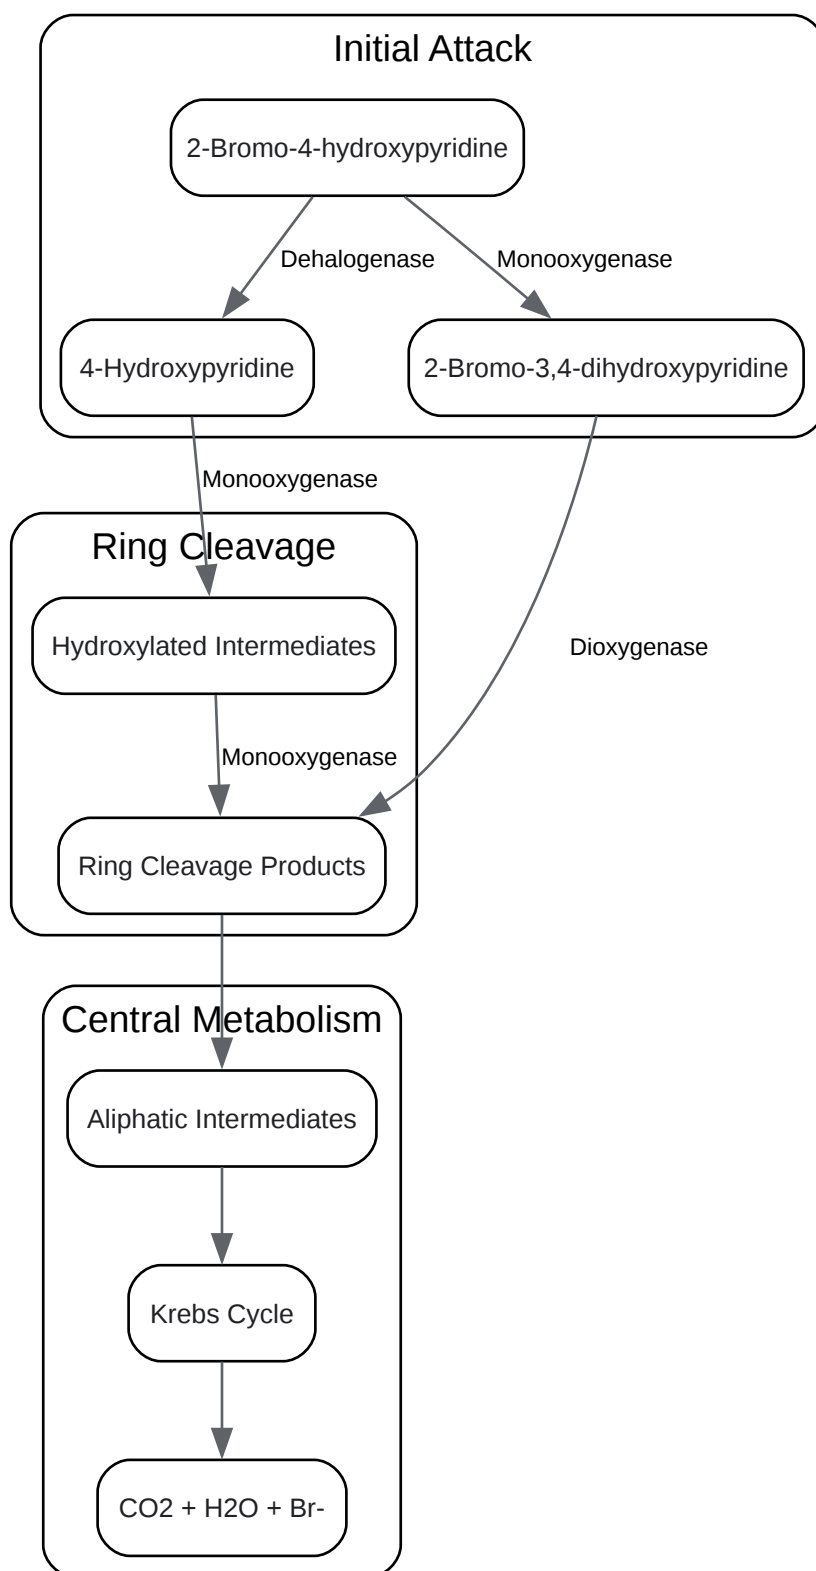 Initial Attack
2-Bromo-4-hydroxypyridine
Dehalogenase
Monooxygenase
4-Hydroxypyridine
2-Bromo-3,4-dihydroxypyridine
Monooxygenase
Ring Cleavage
Hydroxylated Intermediates
Dioxygenase
Monooxygenase
Ring Cleavage Products
Central Metabolism
Aliphatic Intermediates
Krebs Cycle
CO2 + H2O + Br-